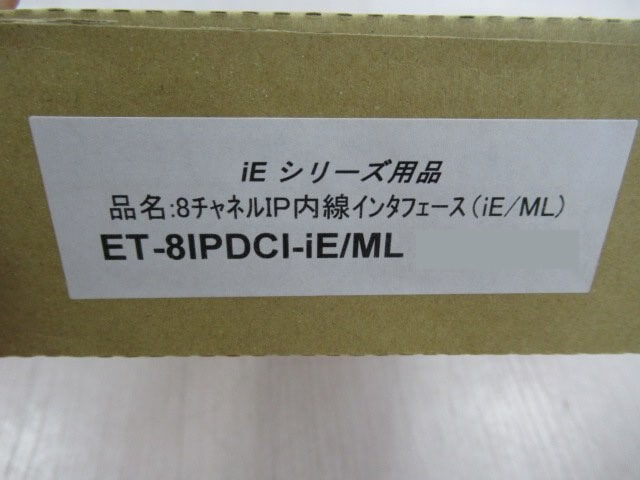 iE シリーズ用品
品名:8チャネルIP内線インタフェース(iE/ML)
ET-8IPDCI-iE/ML